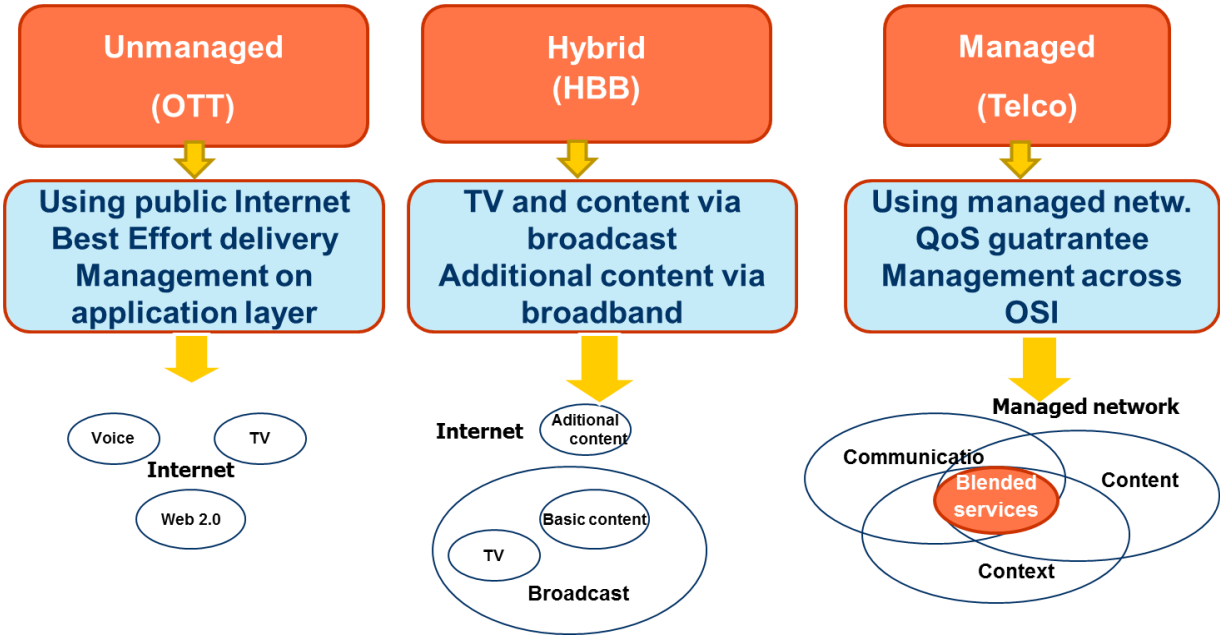 Unmanaged
(OTT)
Using public Internet
Best Effort delivery
Management on
application layer
Voice
TV
Internet
Web 2.0
Hybrid
(HBB)
TV and content via
broadcast
Additional content via
broadband
Internet
Aditional
content
Basic content
TV
Broadcast
Managed
(Telco)
Using managed netw.
QoS guatrantee
Management across
OSI
Managed network
Communicatio
Content
Blended
services
Context